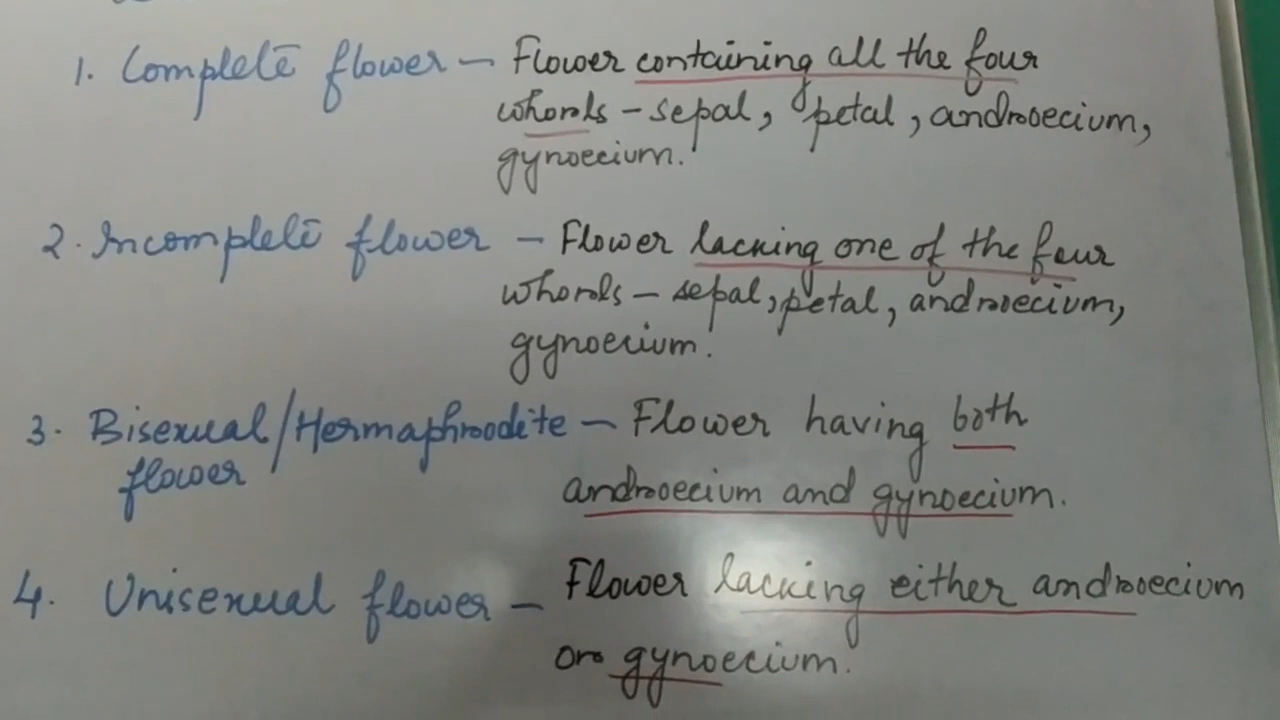 1. Complete flower – Flower containing all the four
whorls – sepal, petal, androecium,
gynoecium.
2. Incomplete flower – Flower lacking one of the four
whorls – sepal, petal, androecium,
gynoecium.
3. Bisexual/Hermaphrodite – Flower having both
flower androecium and gynoecium.
4. Unisexual flower – Flower lacking either androecium
or gynoecium.